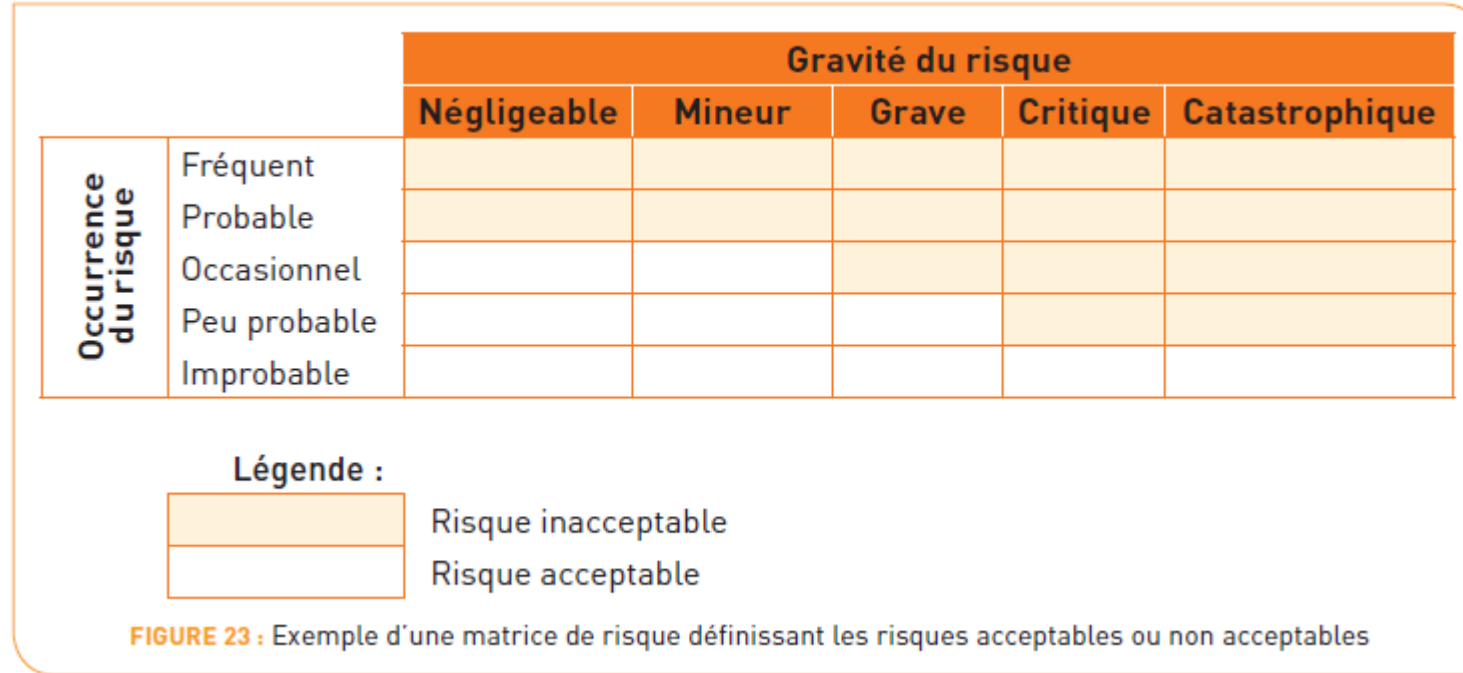 Gravité du risque
Négligeable Mineur Grave Critique Catastrophique
Occurrence
du risque
Fréquent
Probable
Occasionnel
Peu probable
Improbable
Légende :
Risque inacceptable
Risque acceptable
FIGURE 23 : Exemple d'une matrice de risque définissant les risques acceptables ou non acceptables